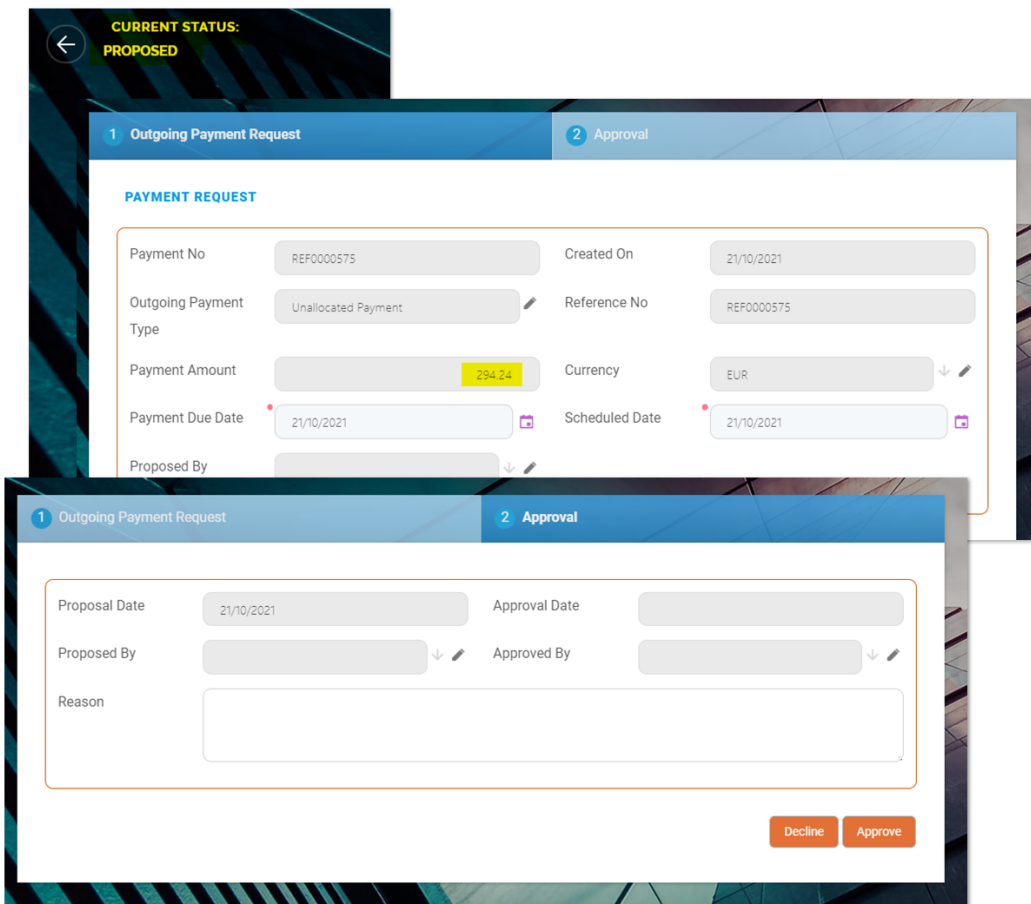 CURRENT STATUS:
PROPOSED
1 Outgoing Payment Request
2 Approval
PAYMENT REQUEST
Payment No REF0000575 Created On 21/10/2021
Outgoing Payment Type Unallocated Payment Reference No REF0000575
Payment Amount 294.24 Currency EUR
Payment Due Date 21/10/2021 Scheduled Date 21/10/2021
Proposed By
1 Outgoing Payment Request
2 Approval
Proposal Date 21/10/2021 Approval Date
Proposed By Approved By
Reason
Decline Approve